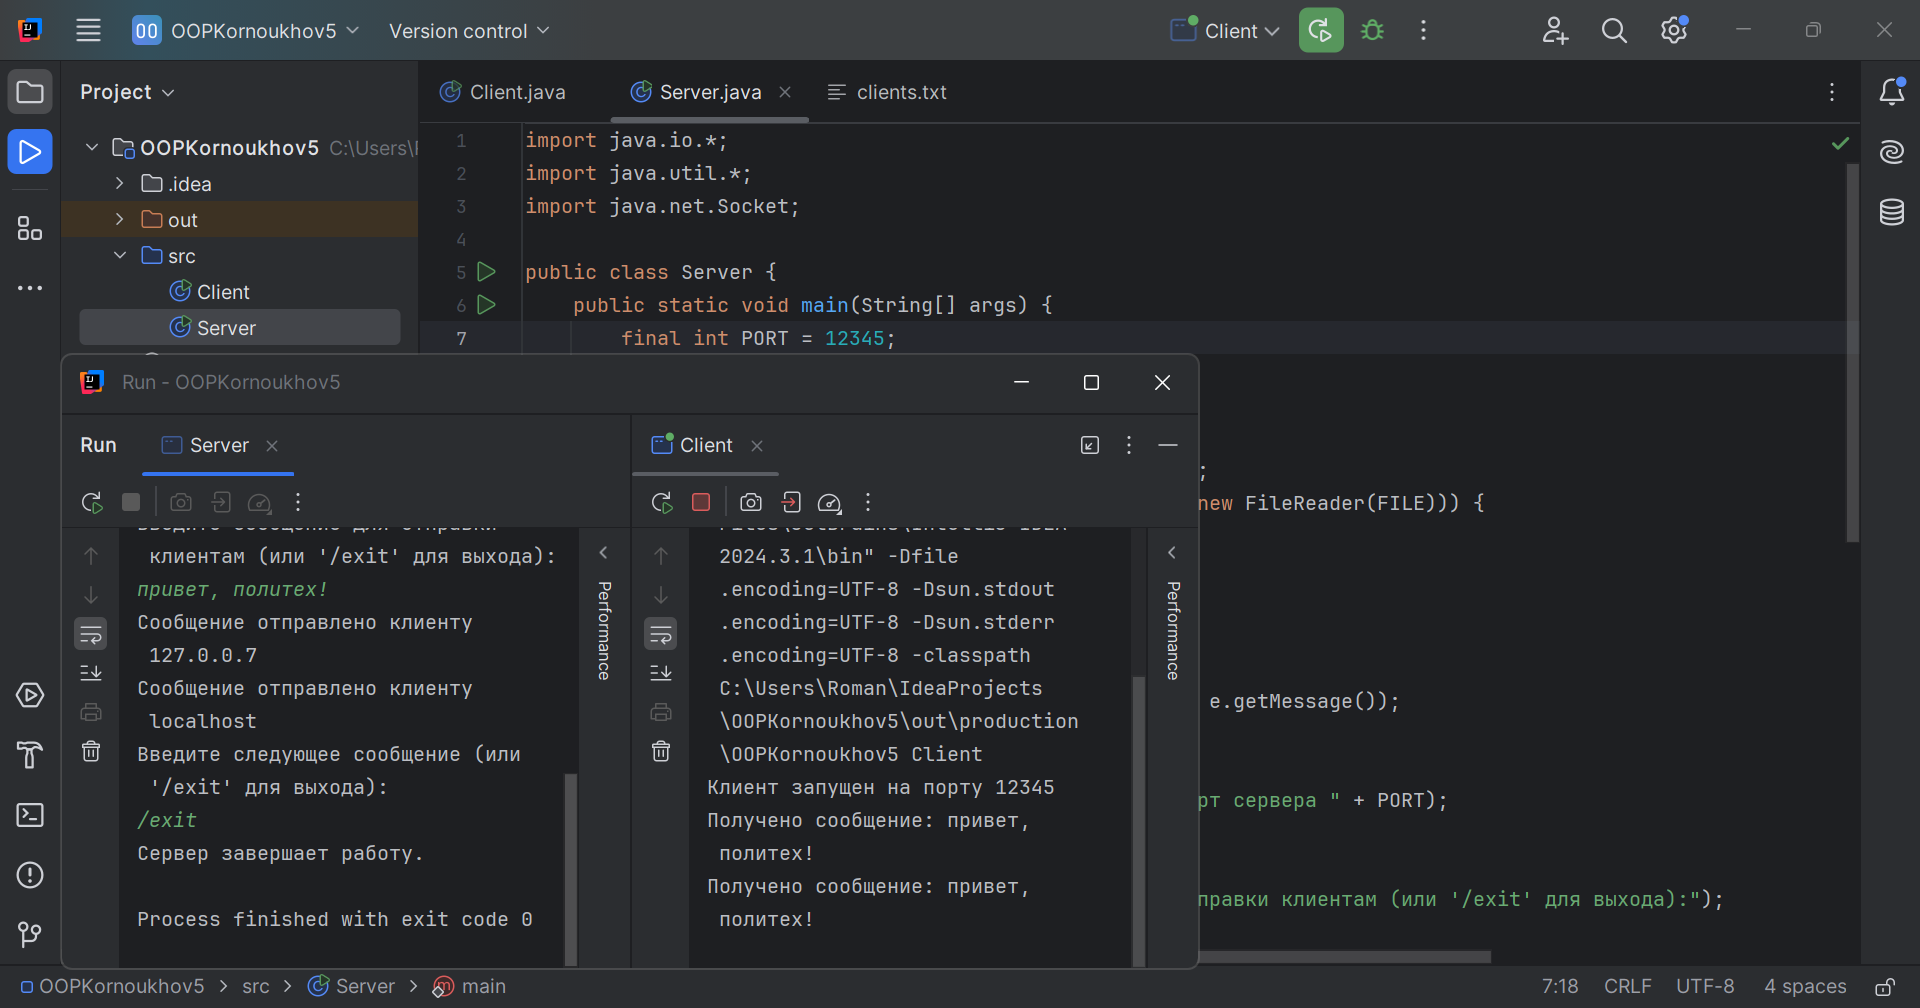 OO OOPKornoukhov5 Version control Client
Project
Client.java Server.java clients.txt
OOPKornoukhov5 C:\Users\
.idea
out
src
Client
Server
1 import java.io.*;
2 import java.util.*;
3 import java.net.Socket;
4
5 public class Server {
6 public static void main(String[] args) {
7 final int PORT = 12345;
;
new FileReader(FILE))) {
e.getMessage());
рт сервера " + PORT);
правки клиентам (или '/exit' для выхода):");
Run - OOPKornoukhov5
Run Server
клиентам (или '/exit' для выхода):
привет, политех!
Сообщение отправлено клиенту
127.0.0.7
Сообщение отправлено клиенту
localhost
Введите следующее сообщение (или
'/exit' для выхода):
/exit
Сервер завершает работу.
Process finished with exit code 0
Performance
Client
2024.3.1\bin" -Dfile
.encoding=UTF-8 -Dsun.stdout
.encoding=UTF-8 -Dsun.stderr
.encoding=UTF-8 -classpath
C:\Users\Roman\IdeaProjects
\OOPKornoukhov5\out\production
\OOPKornoukhov5 Client
Клиент запущен на порту 12345
Получено сообщение: привет,
политех!
Получено сообщение: привет,
политех!
Performance
OOPKornoukhov5 > src > Server > main
7:18 CRLF UTF-8 4 spaces